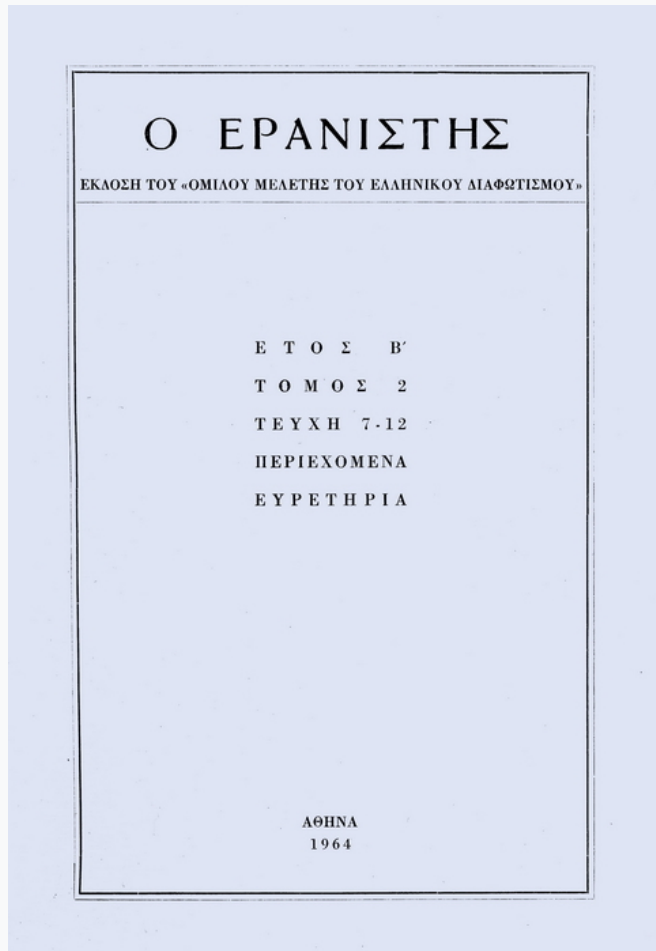 Ο ΕΡΑΝΙΣΤΗΣ
ΕΚΔΟΣΗ ΤΟΥ «ΟΜΙΛΟΥ ΜΕΛΕΤΗΣ ΤΟΥ ΕΛΛΗΝΙΚΟΥ ΔΙΑΦΩΤΙΣΜΟΥ»
ΕΤΟΣ Β′
ΤΟΜΟΣ 2
ΤΕΥΧΗ 7-12
ΠΕΡΙΕΧΟΜΕΝΑ
ΕΥΡΕΤΗΡΙΑ
ΑΘΗΝΑ
1964